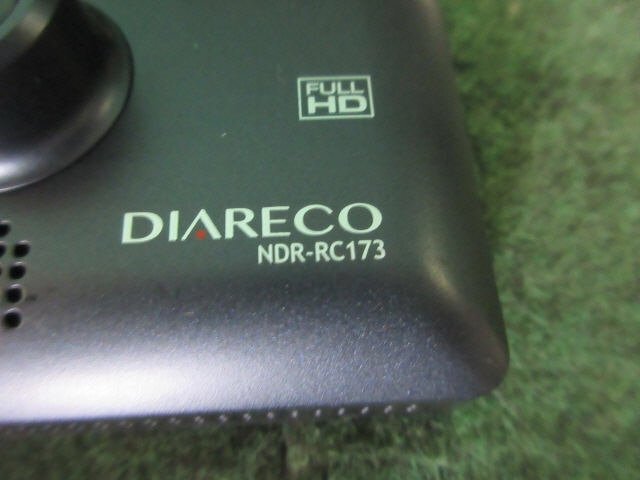 FULL
HD
DIARECO
NDR-RC173